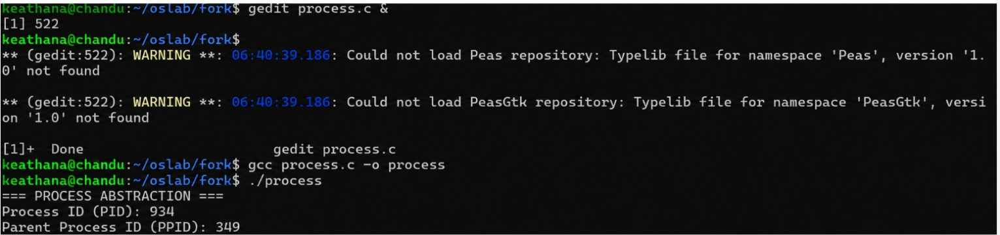 keathana@chandu:~/oslab/fork$ gedit process.c &
[1] 522
keathana@chandu:~/oslab/fork$
** (gedit:522): WARNING **: 06:40:39.186: Could not load Peas repository: Typelib file for namespace 'Peas', version '1.
0' not found
** (gedit:522): WARNING **: 06:40:39.186: Could not load PeasGtk repository: Typelib file for namespace 'PeasGtk', versi
on '1.0' not found
[1]+  Done                    gedit process.c
keathana@chandu:~/oslab/fork$ gcc process.c -o process
keathana@chandu:~/oslab/fork$ ./process
=== PROCESS ABSTRACTION ===
Process ID (PID): 934
Parent Process ID (PPID): 349